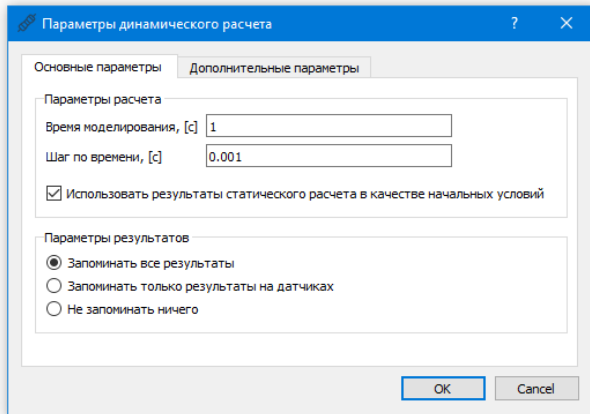 Параметры динамического расчета
Основные параметры Дополнительные параметры
Параметры расчета
Время моделирования, [с] 1
Шаг по времени, [с] 0.001
Использовать результаты статического расчета в качестве начальных условий
Параметры результатов
Запоминать все результаты
Запоминать только результаты на датчиках
Не запоминать ничего
OK Cancel